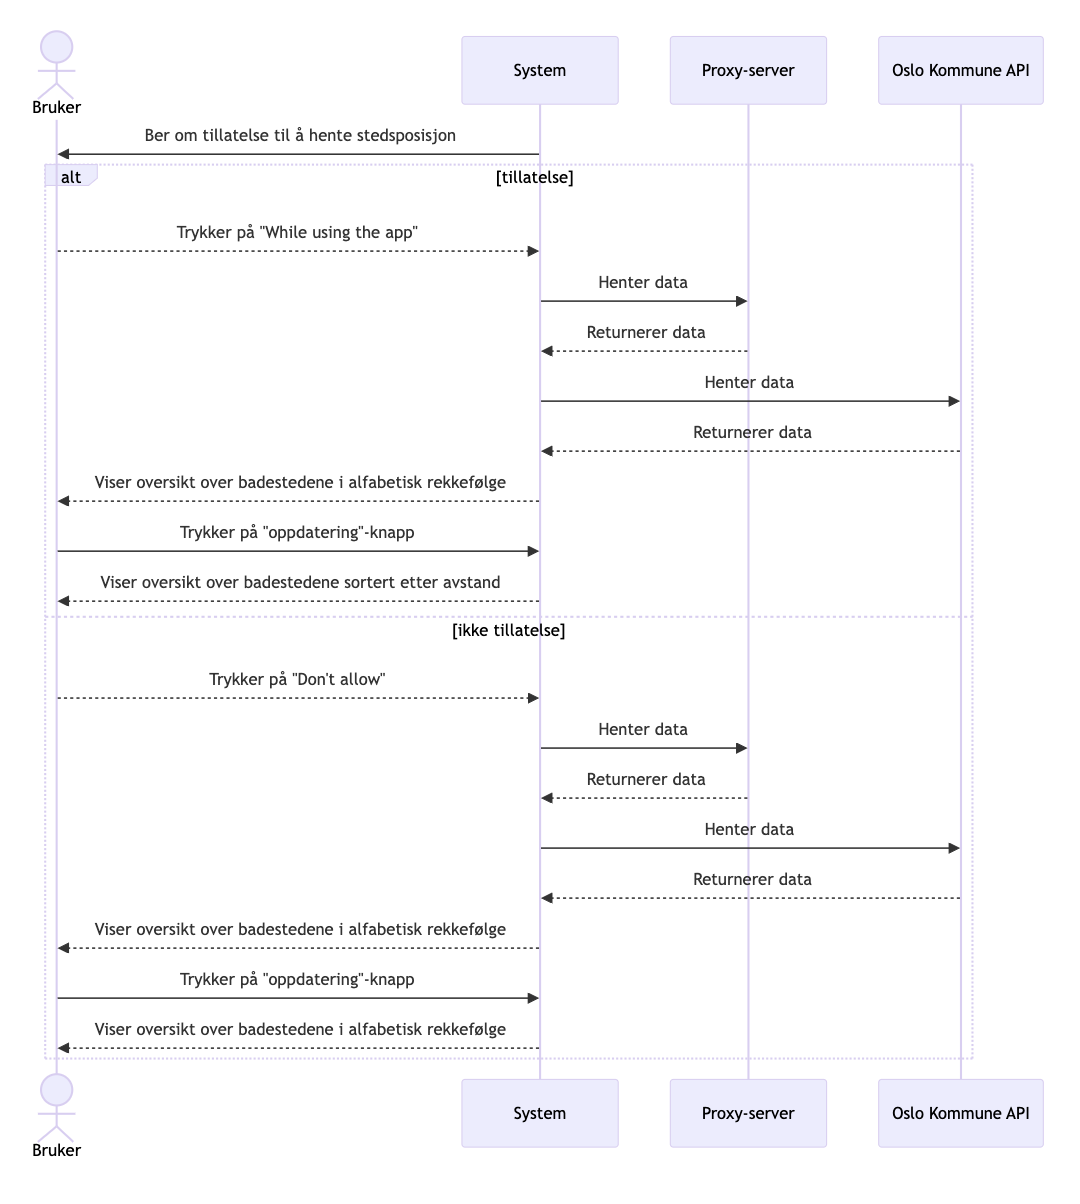 Bruker
System
Proxy-server
Oslo Kommune API
Ber om tillatelse til å hente stedsposisjon
alt
[tillatelse]
Trykker på "While using the app"
Henter data
Returnerer data
Henter data
Returnerer data
Viser oversikt over badestedene i alfabetisk rekkefølge
Trykker på "oppdatering"-knapp
Viser oversikt over badestedene sortert etter avstand
[ikke tillatelse]
Trykker på "Don't allow"
Henter data
Returnerer data
Henter data
Returnerer data
Viser oversikt over badestedene i alfabetisk rekkefølge
Trykker på "oppdatering"-knapp
Viser oversikt over badestedene i alfabetisk rekkefølge
Bruker
System
Proxy-server
Oslo Kommune API